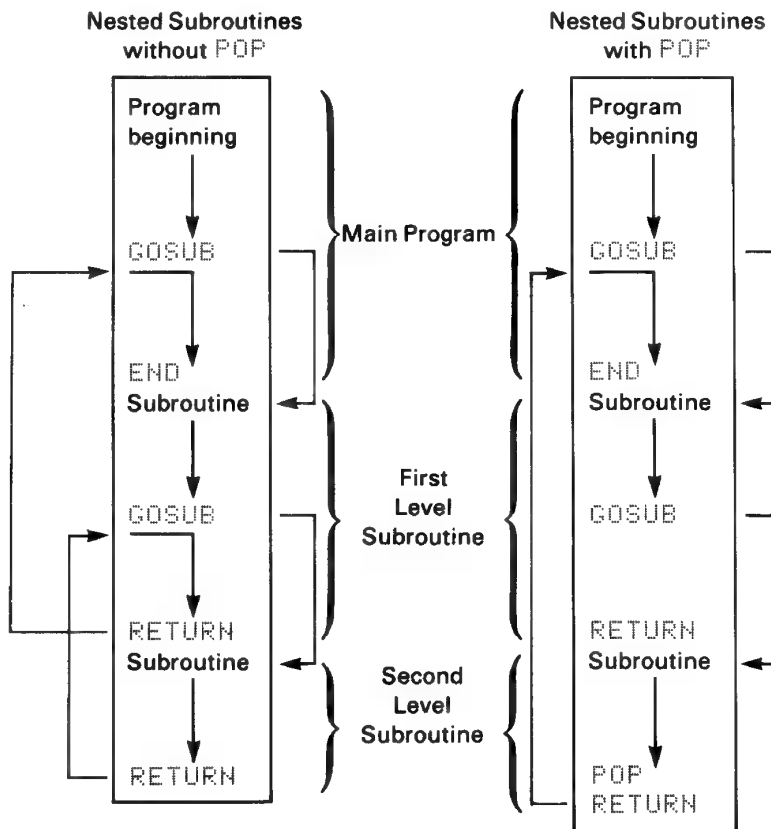 Nested Subroutines
without POP
Program
beginning
GOSUB
END
Subroutine
GOSUB
RETURN
Subroutine
RETURN
Main Program
First
Level
Subroutine
Second
Level
Subroutine
Nested Subroutines
with POP
Program
beginning
GOSUB
END
Subroutine
GOSUB
RETURN
Subroutine
POP
RETURN